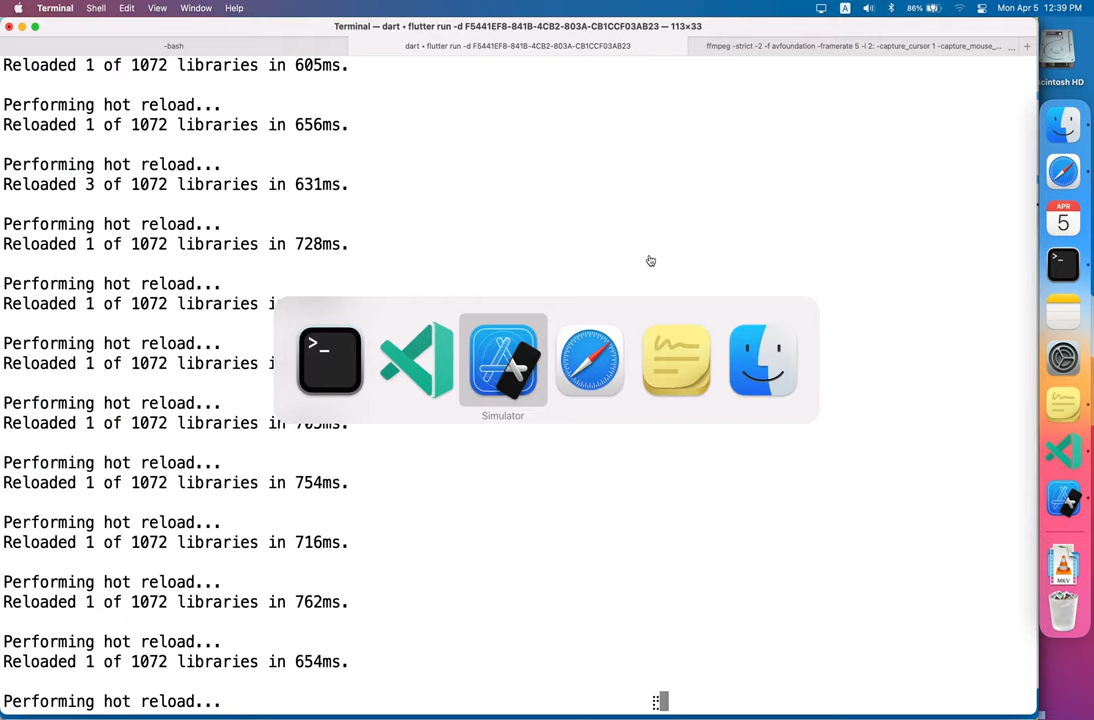 Terminal Shell Edit View Window Help
A 86% Mon Apr 5 12:39 PM
Terminal — dart • flutter run -d F5441EF8-841B-4CB2-803A-CB1CCF03AB23 — 113×33
-bash
dart • flutter run -d F5441EF8-841B-4CB2-803A-CB1CCF03AB23
ffmpeg -strict -2 -f avfoundation -framerate 5 -i 2: -capture_cursor 1 -capture_mouse_... ...
Reloaded 1 of 1072 libraries in 605ms.
Performing hot reload...
Reloaded 1 of 1072 libraries in 656ms.
Performing hot reload...
Reloaded 3 of 1072 libraries in 631ms.
Performing hot reload...
Reloaded 1 of 1072 libraries in 728ms.
Performing hot reload...
Reloaded 1 of 1072 libraries
Performing hot reload...
Reloaded 1 of 1072 libraries
Performing hot reload...
Reloaded 1 of 1072 libraries in
Performing hot reload...
Reloaded 1 of 1072 libraries in 754ms.
Performing hot reload...
Reloaded 1 of 1072 libraries in 716ms.
Performing hot reload...
Reloaded 1 of 1072 libraries in 762ms.
Performing hot reload...
Reloaded 1 of 1072 libraries in 654ms.
Performing hot reload...
>_
Simulator
acintosh HD
APR
5
>_
MKV